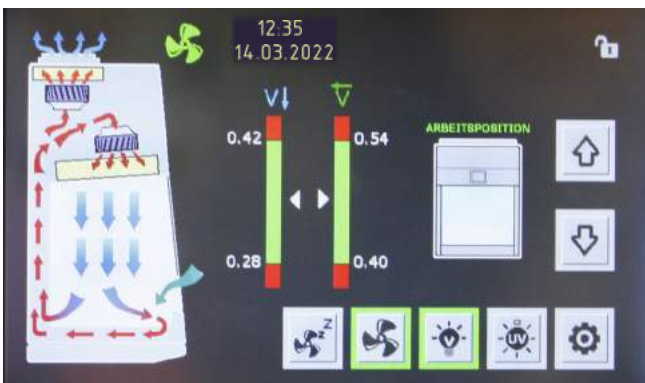 12:35
14.03.2022
V
V
0.42
0.54
ARBEITSPOSITION
0.28
0.40
z Z
V
UV